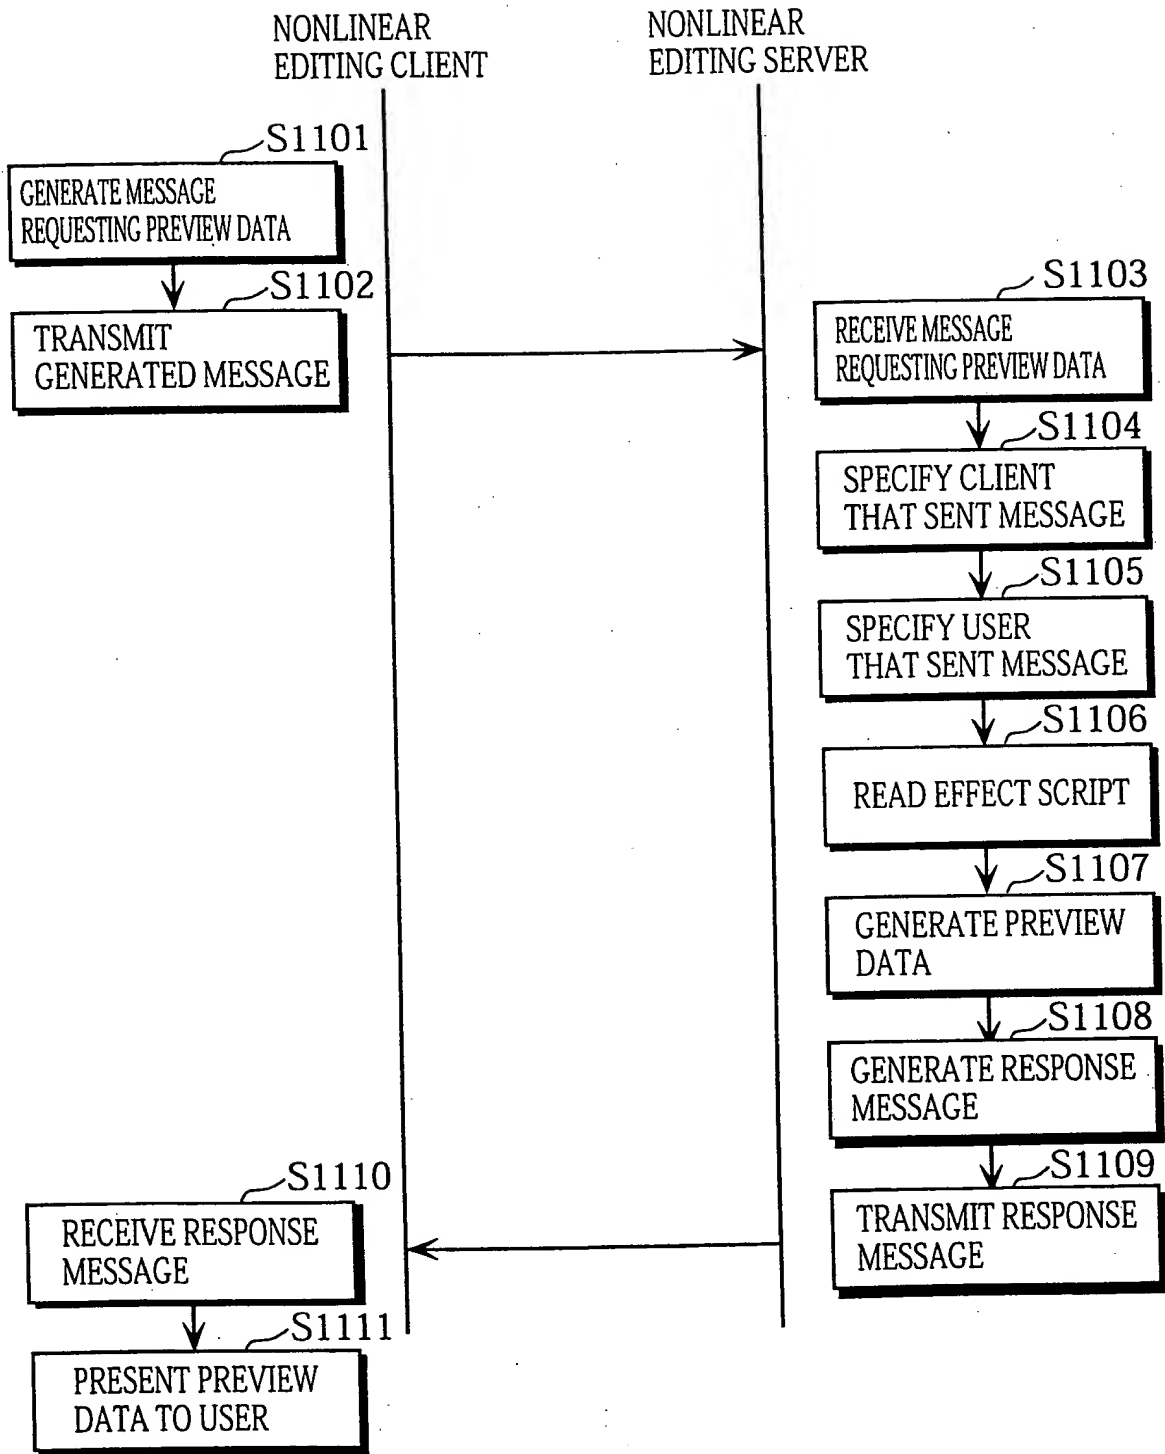 NONLINEAR
EDITING CLIENT
NONLINEAR
EDITING SERVER
S1101
GENERATE MESSAGE
REQUESTING PREVIEW DATA
S1102
TRANSMIT
GENERATED MESSAGE
S1103
RECEIVE MESSAGE
REQUESTING PREVIEW DATA
S1104
SPECIFY CLIENT
THAT SENT MESSAGE
S1105
SPECIFY USER
THAT SENT MESSAGE
S1106
READ EFFECT SCRIPT
S1107
GENERATE PREVIEW
DATA
S1108
GENERATE RESPONSE
MESSAGE
S1109
TRANSMIT RESPONSE
MESSAGE
S1110
RECEIVE RESPONSE
MESSAGE
S1111
PRESENT PREVIEW
DATA TO USER